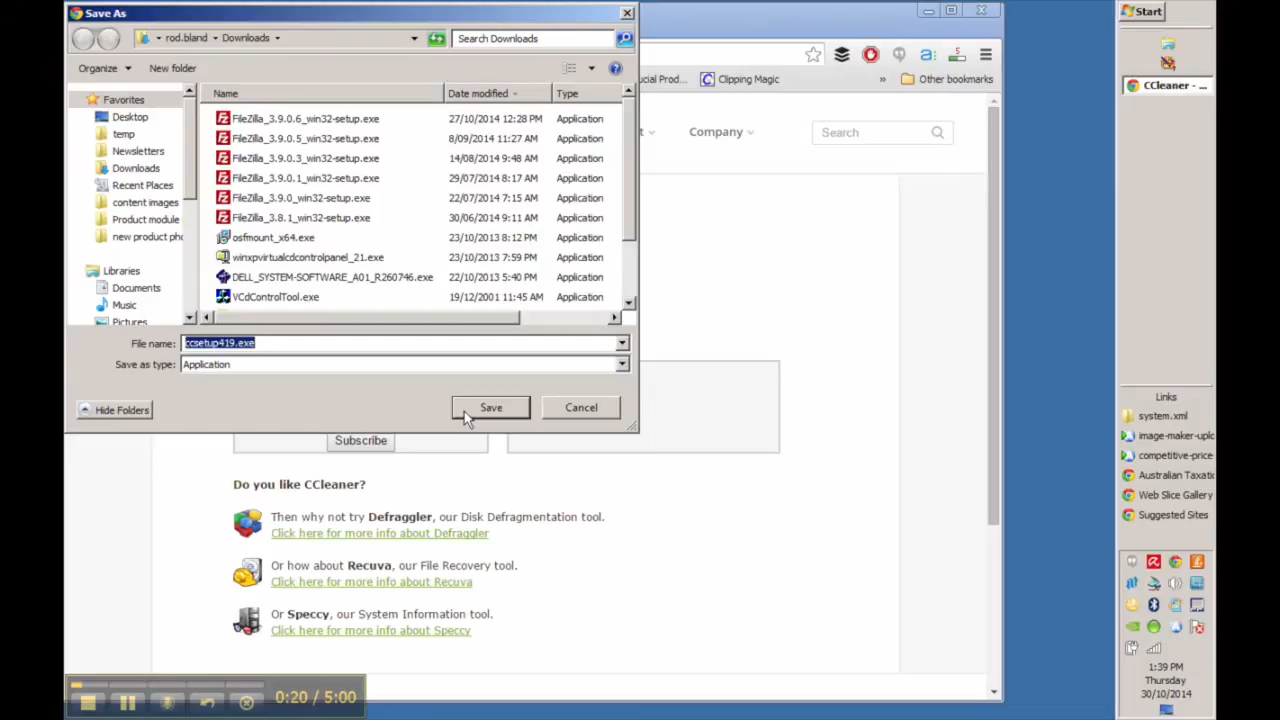 Save As
rod.bland
Downloads
Search Downloads
Organize
New folder
Favorites
Desktop
temp
Newsletters
Downloads
Recent Places
content images
Product module
new product pho
Libraries
Documents
Music
Pictures
Name Date modified Type
FileZilla_3.9.0.6_win32-setup.exe 27/10/2014 12:28 PM Application
FileZilla_3.9.0.5_win32-setup.exe 8/09/2014 11:27 AM Application
FileZilla_3.9.0.3_win32-setup.exe 14/08/2014 9:48 AM Application
FileZilla_3.9.0.1_win32-setup.exe 29/07/2014 8:17 AM Application
FileZilla_3.9.0_win32-setup.exe 22/07/2014 7:15 AM Application
FileZilla_3.8.1_win32-setup.exe 30/06/2014 9:11 AM Application
osfmount_x64.exe 23/10/2013 8:12 PM Application
winxpvirtualcdcontrolpanel_21.exe 23/10/2013 7:59 PM Application
DELL_SYSTEM-SOFTWARE_A01_R260746.exe 22/10/2013 5:40 PM Application
VCdControlTool.exe 19/12/2001 11:45 AM Application
File name: ccsetup419.exe
Save as type: Application
Hide Folders
Save
Cancel
ucial Prod...
Clipping Magic
»
Other bookmarks
t
Company
Search
Subscribe
Do you like CCleaner?
Then why not try Defraggler, our Disk Defragmentation tool.
Click here for more info about Defraggler
Or how about Recuva, our File Recovery tool.
Click here for more info about Recuva
Or Speccy, our System Information tool.
Click here for more info about Speccy
0:20 / 5:00
Start
CCleaner - ...
Links
system.xml
image-maker-uplo
competitive-price
Australian Taxatic
Web Slice Gallery
Suggested Sites
1:39 PM
Thursday
30/10/2014